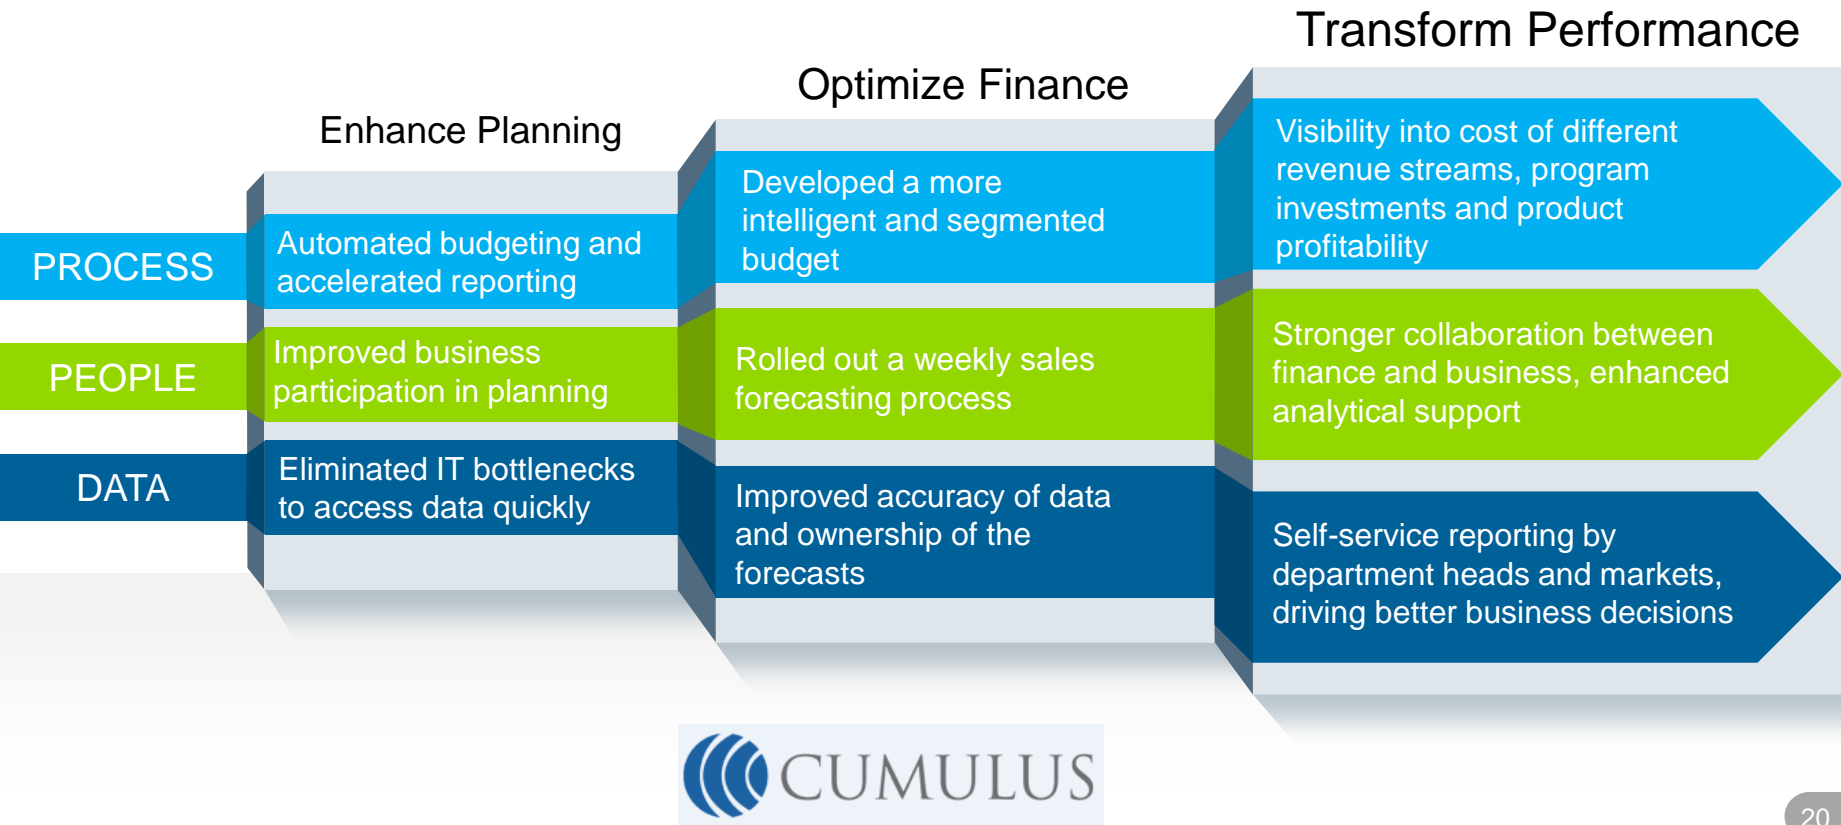 Transform Performance
Optimize Finance
Enhance Planning
PROCESS
Automated budgeting and
accelerated reporting
Developed a more
intelligent and segmented
budget
Visibility into cost of different
revenue streams, program
investments and product
profitability
PEOPLE
Improved business
participation in planning
Rolled out a weekly sales
forecasting process
Stronger collaboration between
finance and business, enhanced
analytical support
DATA
Eliminated IT bottlenecks
to access data quickly
Improved accuracy of data
and ownership of the
forecasts
Self-service reporting by
department heads and markets,
driving better business decisions
CUMULUS
20